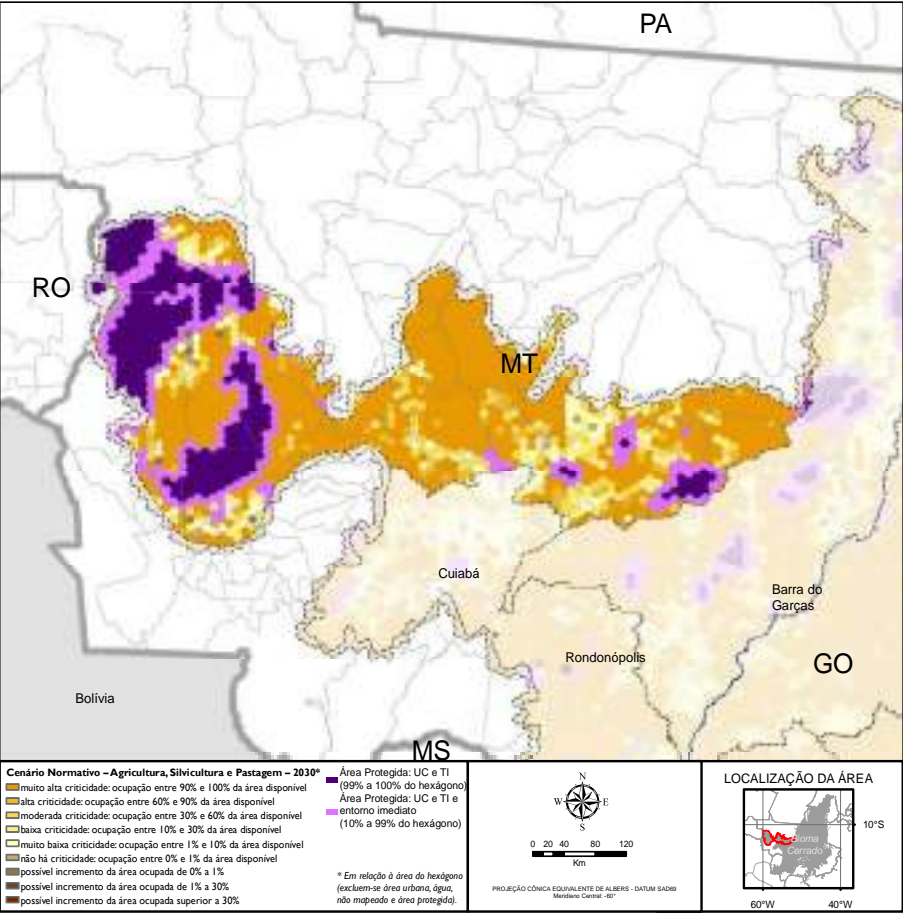 PA
RO
MT
Cuiabá
Barra do
Garças
Rondonópolis
GO
Bolívia
MS
Cenário Normativo – Agricultura, Silvicultura e Pastagem – 2030*
muito alta criticidade: ocupação entre 90% e 100% da área disponível
alta criticidade: ocupação entre 60% e 90% da área disponível
moderada criticidade: ocupação entre 30% e 60% da área disponível
baixa criticidade: ocupação entre 10% e 30% da área disponível
muito baixa criticidade: ocupação entre 1% e 10% da área disponível
não há criticidade: ocupação entre 0% e 1% da área disponível
possível incremento da área ocupada de 0% a 1%
possível incremento da área ocupada de 1% a 30%
possível incremento da área ocupada superior a 30%
Área Protegida: UC e TI
(99% a 100% do hexágono)
Área Protegida: UC e TI e
entorno imediato
(10% a 99% do hexágono)
* Em relação à área do hexágono
(excluem-se área urbana, água,
não mapeado e área protegida).
N
W E
S
0 20 40 80 120
Km
PROJEÇÃO CÔNICA EQUIVALENTE DE ALBERS - DATUM SAD69
Meridiano Central: -60°
LOCALIZAÇÃO DA ÁREA
Bioma
Cerrado
10°S
60°W 40°W